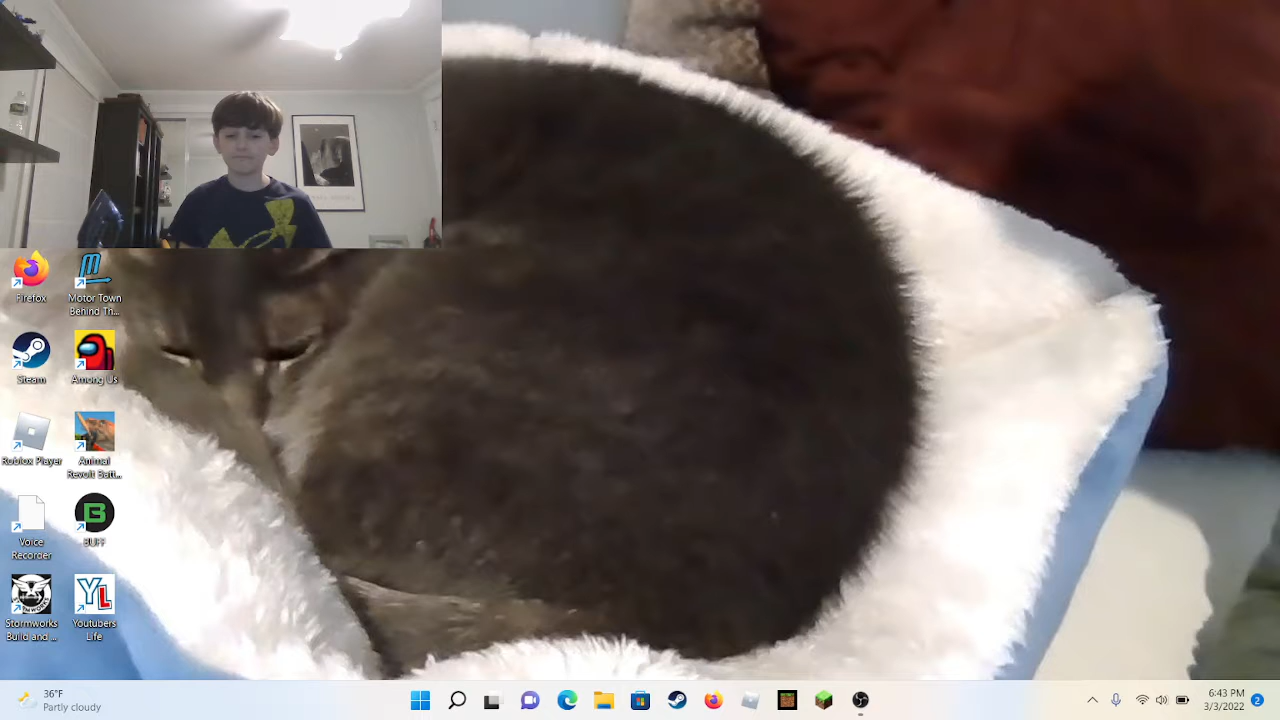 Firefox
Motor Town
Behind Th...
Steam
Among Us
Roblox Player
Animal
Revolt Batt...
Voice
Recorder
BUFF
Stormworks
Build and ...
Youtubers
Life
36°F
Partly cloudy
6:43 PM
3/3/2022
2